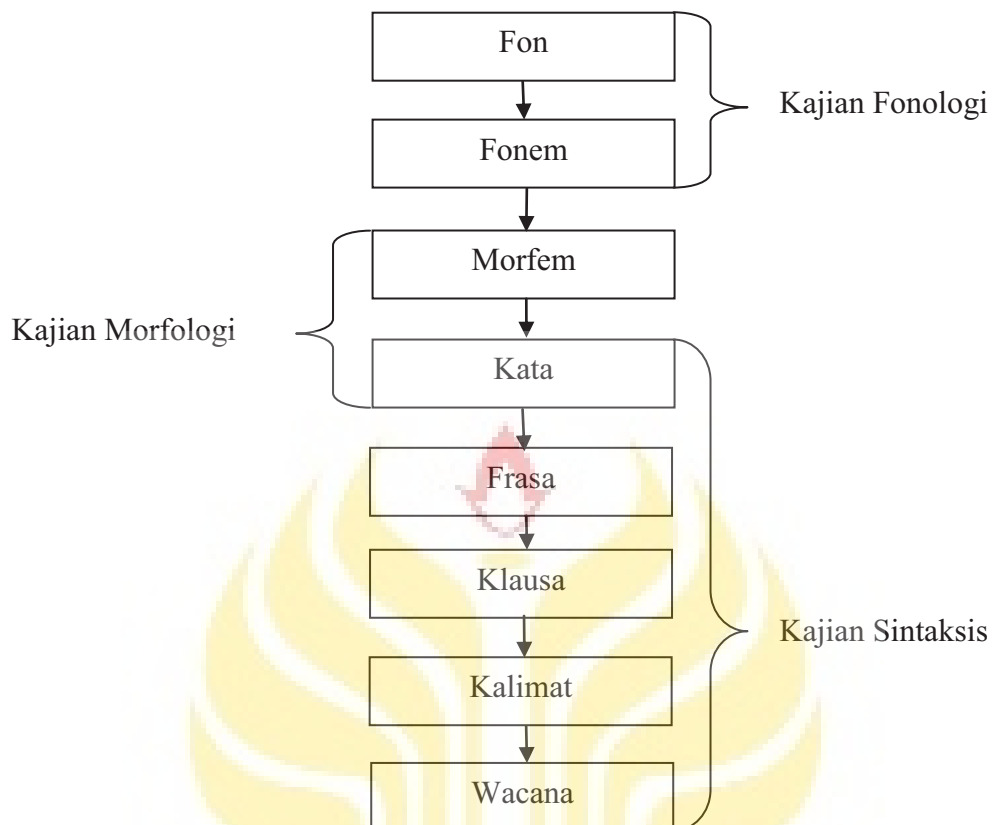 Fon
Kajian Fonologi
Fonem
Morfem
Kajian Morfologi
Kata
Frasa
Klausa
Kajian Sintaksis
Kalimat
Wacana